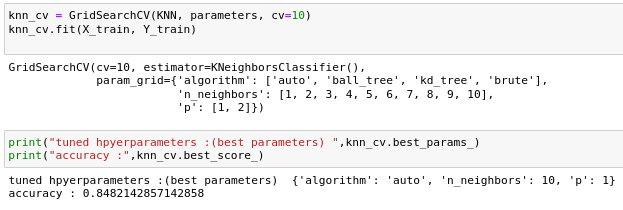 knn_cv = GridSearchCV(KNN, parameters, cv=10)
knn_cv.fit(X_train, Y_train)
GridSearchCV(cv=10, estimator=KNeighborsClassifier(),
             param_grid={'algorithm': ['auto', 'ball_tree', 'kd_tree', 'brute'],
                         'n_neighbors': [1, 2, 3, 4, 5, 6, 7, 8, 9, 10],
                         'p': [1, 2]})
print("tuned hpyerparameters :(best parameters) ",knn_cv.best_params_)
print("accuracy :",knn_cv.best_score_)
tuned hpyerparameters :(best parameters)  {'algorithm': 'auto', 'n_neighbors': 10, 'p': 1}
accuracy : 0.8482142857142858